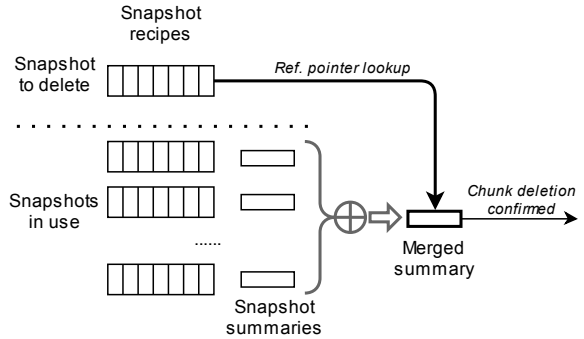 Snapshot
recipes
Snapshot
to delete
Ref. pointer lookup
Snapshots
in use
......
Chunk deletion
confirmed
Merged
summary
Snapshot
summaries